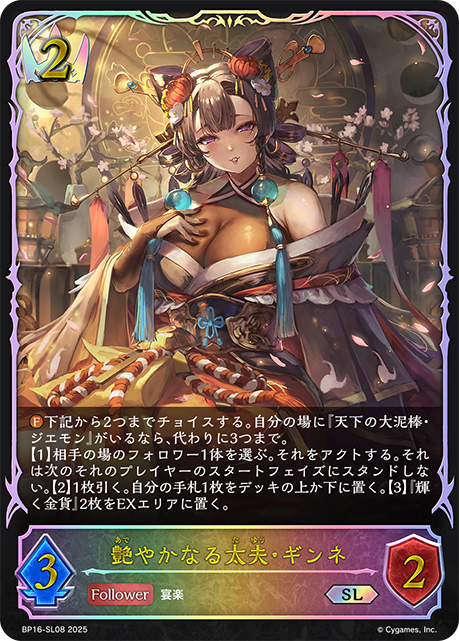 2
Ⓕ下記から2つまでチョイスする。自分の場に『天下の大泥棒・
ジエモン』がいるなら、代わりに3つまで。
【1】相手の場のフォロワー1体を選ぶ。それをアクトする。それ
は次のそれのプレイヤーのスタートフェイズにスタンドしな
い。【2】1枚引く。自分の手札1枚をデッキの上か下に置く。【3】『輝
く金貨』2枚をEXエリアに置く。
あで たゆう
艶やかなる太夫・ギンネ
3
2
Follower 宴楽
SL
BP16-SL08 2025
© Cygames, Inc.